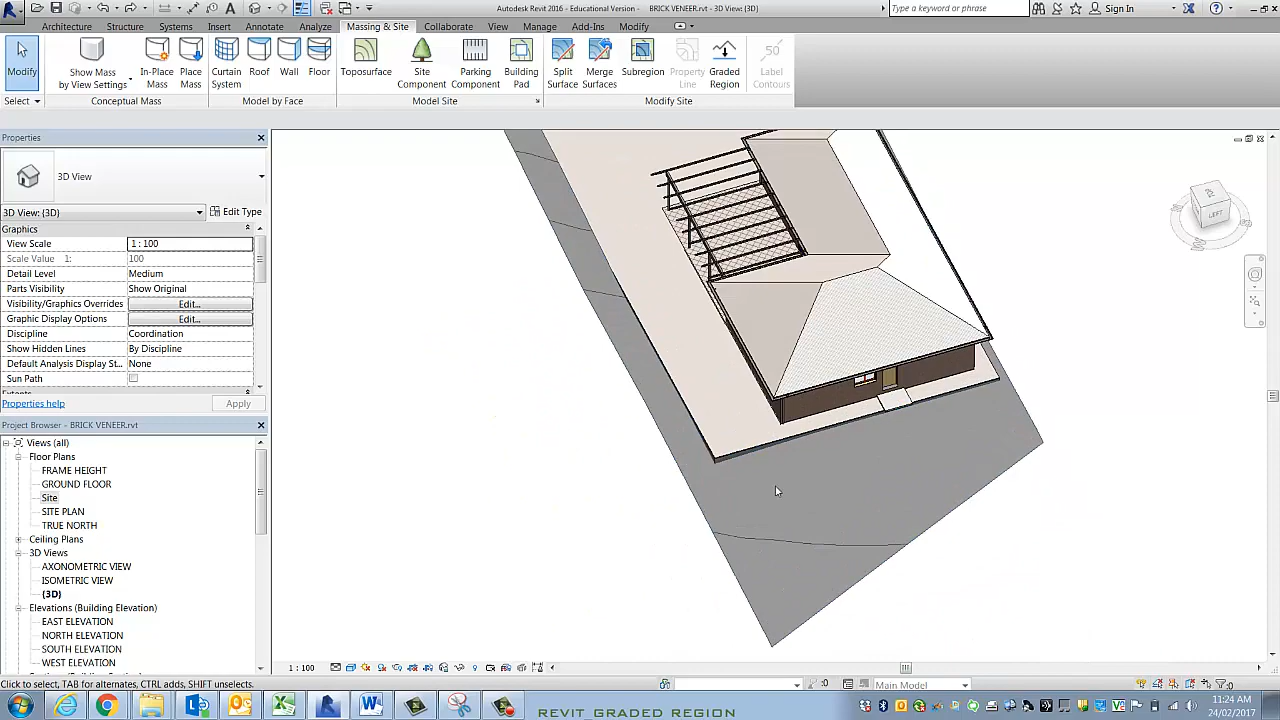 Autodesk Revit 2016 - Educational Version - BRICK VENEER.rvt - 3D View: {3D}
Type a keyword or phrase
Sign In
Architecture Structure Systems Insert Annotate Analyze Massing & Site Collaborate View Manage Add-Ins Modify
Modify
Show Mass by View Settings
In-Place Mass
Place Mass
Curtain System
Roof
Wall
Floor
Toposurface
Site Component
Parking Component
Building Pad
Split Surface
Merge Surfaces
Subregion
Property Line
Graded Region
50
Label Contours
Select
Conceptual Mass
Model by Face
Model Site
Modify Site
Properties
3D View
3D View: {3D}
Edit Type
Graphics
View Scale 1 : 100
Scale Value 1: 100
Detail Level Medium
Parts Visibility Show Original
Visibility/Graphics Overrides Edit...
Graphic Display Options Edit...
Discipline Coordination
Show Hidden Lines By Discipline
Default Analysis Display St... None
Sun Path
Properties help
Apply
Project Browser - BRICK VENEER.rvt
Views (all)
Floor Plans
FRAME HEIGHT
GROUND FLOOR
Site
SITE PLAN
TRUE NORTH
Ceiling Plans
3D Views
AXONOMETRIC VIEW
ISOMETRIC VIEW
{3D}
Elevations (Building Elevation)
EAST ELEVATION
NORTH ELEVATION
SOUTH ELEVATION
WEST ELEVATION
LEFT
1 : 100
Click to select, TAB for alternates, CTRL adds, SHIFT unselects.
:0
Main Model
:0
REVIT GRADED REGION
11:24 AM
24/02/2017